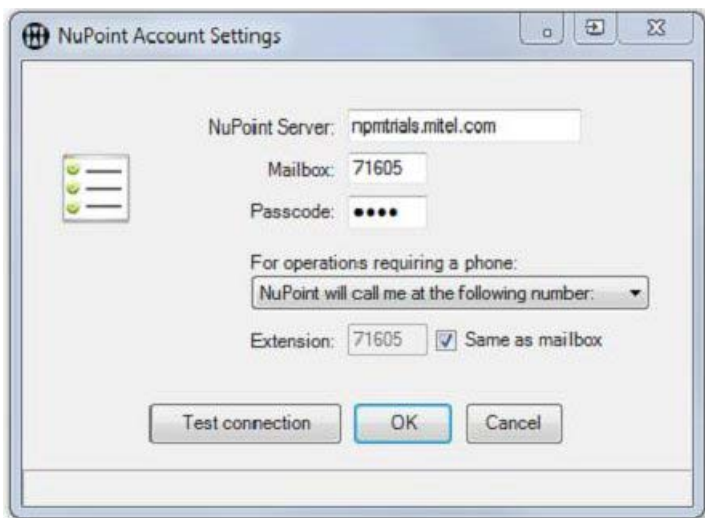 NuPoint Account Settings
NuPoint Server: npmtrials.mitel.com
Mailbox: 71605
Passcode: ••••
For operations requiring a phone:
NuPoint will call me at the following number:
Extension: 71605 Same as mailbox
Test connection OK Cancel